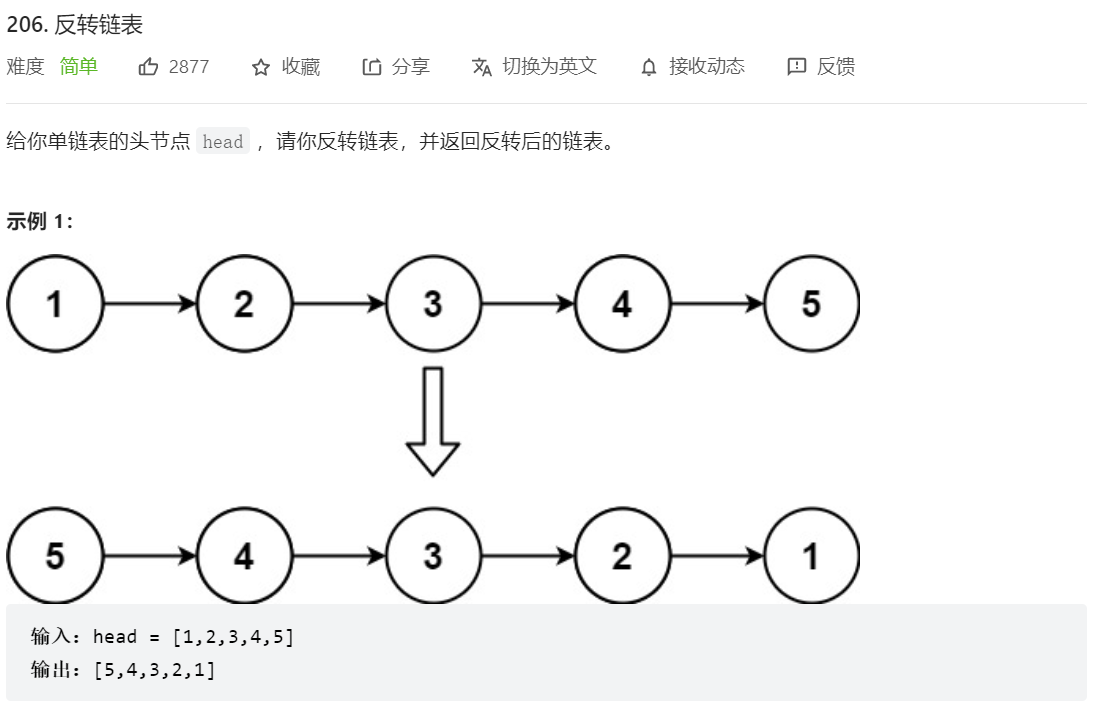 206. 反转链表
难度 简单 2877 收藏 分享 切换为英文 接收动态 反馈
给你单链表的头节点 head ，请你反转链表，并返回反转后的链表。
示例 1：
1 2 3 4 5
5 4 3 2 1
输入：head = [1,2,3,4,5]
输出：[5,4,3,2,1]